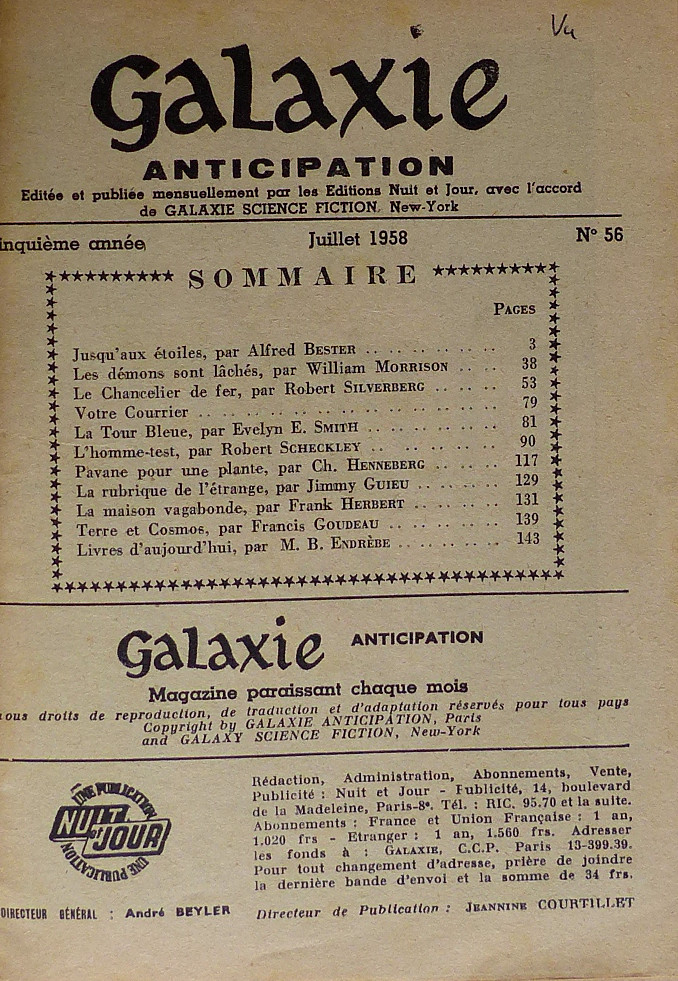 Vu
Galaxie
ANTICIPATION
Editée et publiée mensuellement par les Editions Nuit et Jour, avec l'accord
de GALAXIE SCIENCE FICTION, New-York
inquième année Juillet 1958 N° 56
SOMMAIRE
PAGES
Jusqu'aux étoiles, par Alfred BESTER .. .. .. .. .. 3
Les démons sont lâchés, par William MORRISON .. .. 38
Le Chancelier de fer, par Robert SILVERBERG .. .. .. 53
Votre Courrier .. .. .. .. .. .. .. .. .. .. 79
La Tour Bleue, par Evelyn E. SMITH .. .. .. .. .. 81
L'homme-test, par Robert SCHECKLEY .. .. .. .. .. 90
Pavane pour une plante, par Ch. HENNEBERG .. .. .. 117
La rubrique de l'étrange, par Jimmy GUIEU .. .. .. 129
La maison vagabonde, par Frank HERBERT .. .. .. .. 131
Terre et Cosmos, par Francis GOUDEAU .. .. .. .. 139
Livres d'aujourd'hui, par M. B. ENDRÈBE .. .. .. .. 143
Galaxie ANTICIPATION
Magazine paraissant chaque mois
ous droits de reproduction, de traduction et d'adaptation réservés pour tous pays
Copyright by GALAXIE ANTICIPATION, Paris
and GALAXY SCIENCE FICTION, New-York
UNE PUBLICATION
NUIT
et JOUR
UNE PUBLICATION
Rédaction, Administration, Abonnements, Vente,
Publicité : Nuit et Jour - Publicité, 14, boulevard
de la Madeleine, Paris-8e. Tél. : RIC. 95.70 et la suite.
Abonnements : France et Union Française : 1 an,
1.020 frs - Etranger : 1 an, 1.560 frs. Adresser
les fonds à : GALAXIE, C.C.P. Paris 13-399.39.
Pour tout changement d'adresse, prière de joindre
la dernière bande d'envoi et la somme de 34 frs.
DIRECTEUR GÉNÉRAL : André BEYLER
Directeur de Publication : JEANNINE COURTILLET